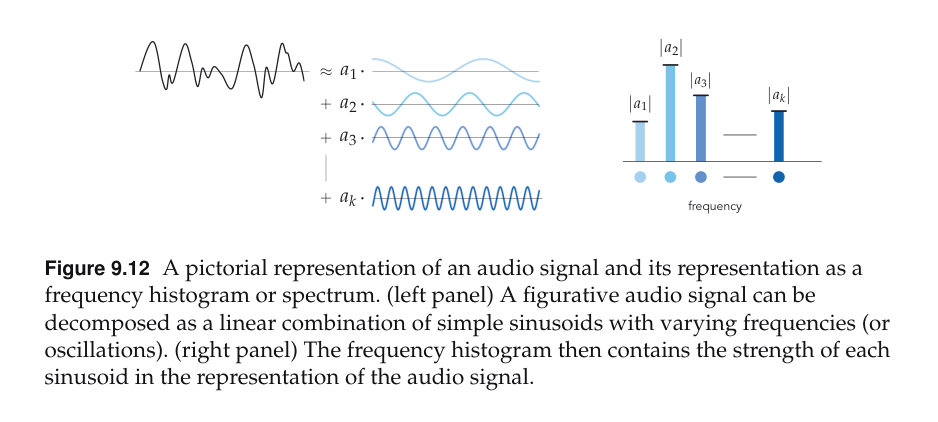 ≈ a₁ ·
+ a₂ ·
+ a₃ ·
+ aₖ ·
|a₁|
|a₂|
|a₃|
|aₖ|
frequency
Figure 9.12 A pictorial representation of an audio signal and its representation as a
frequency histogram or spectrum. (left panel) A figurative audio signal can be
decomposed as a linear combination of simple sinusoids with varying frequencies (or
oscillations). (right panel) The frequency histogram then contains the strength of each
sinusoid in the representation of the audio signal.